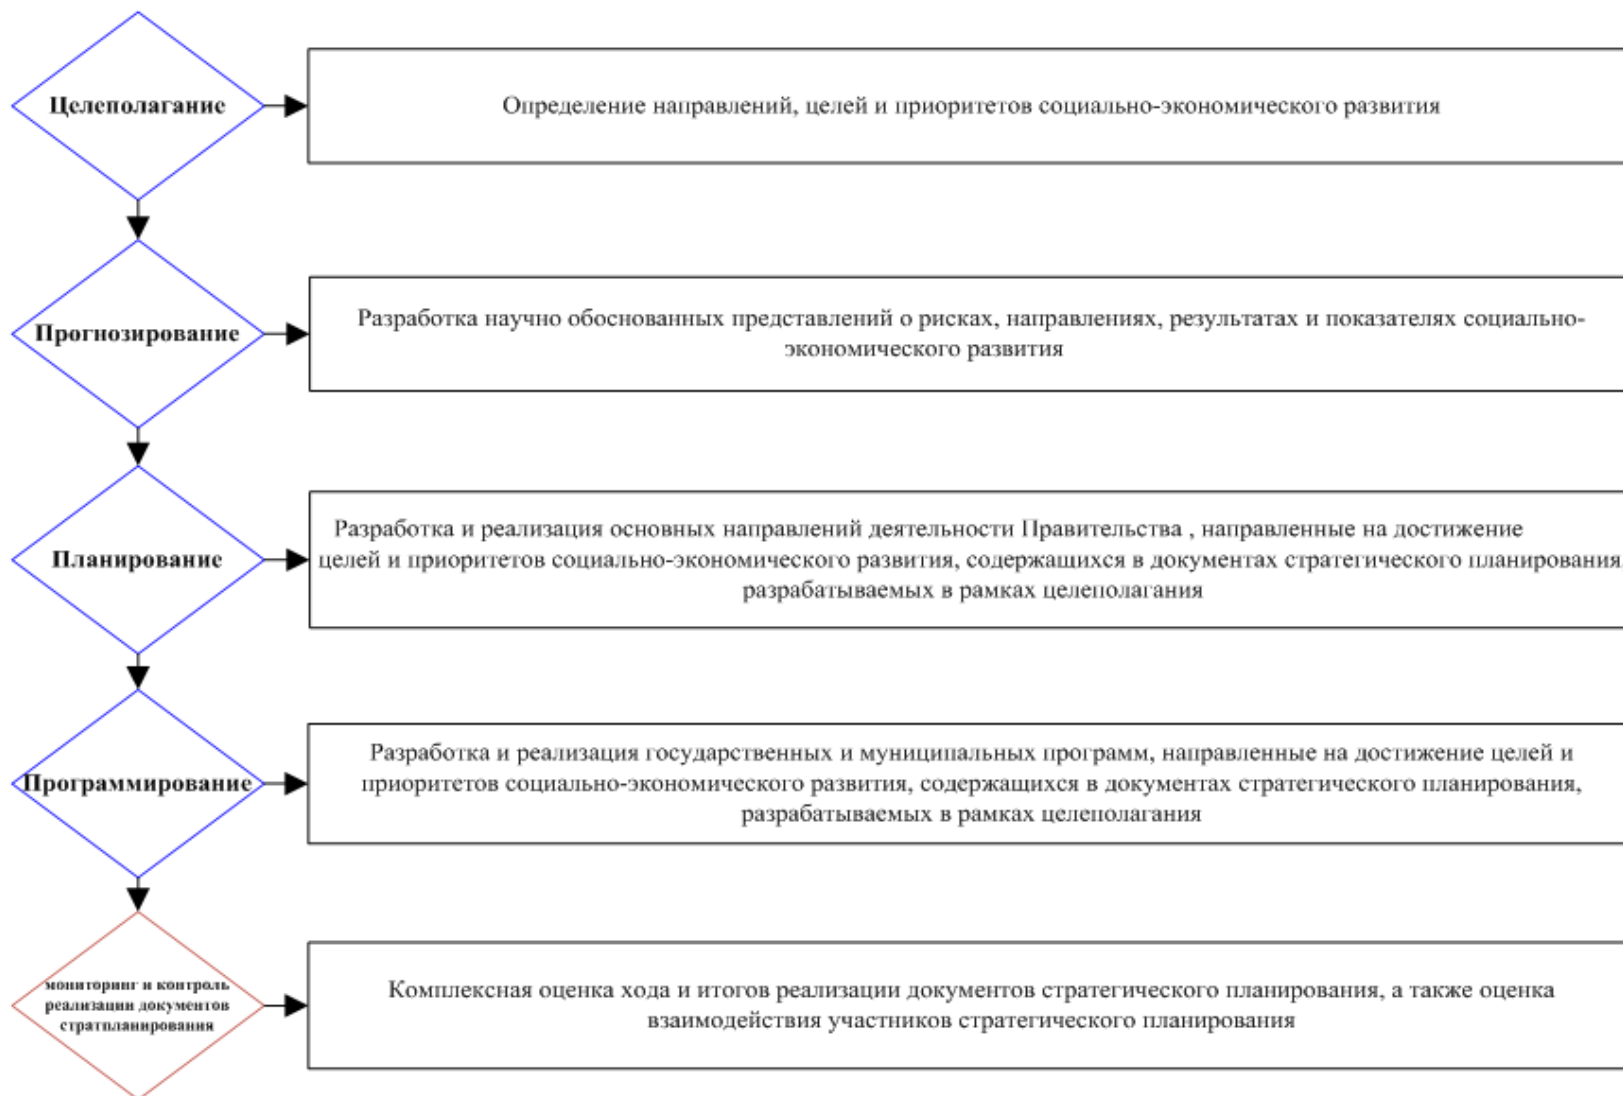 Целеполагание
Определение направлений, целей и приоритетов социально-экономического развития
Прогнозирование
Разработка научно обоснованных представлений о рисках, направлениях, результатах и показателях социально-
экономического развития
Планирование
Разработка и реализация основных направлений деятельности Правительства , направленные на достижение
целей и приоритетов социально-экономического развития, содержащихся в документах стратегического планирования,
разрабатываемых в рамках целеполагания
Программирование
Разработка и реализация государственных и муниципальных программ, направленные на достижение целей и
приоритетов социально-экономического развития, содержащихся в документах стратегического планирования,
разрабатываемых в рамках целеполагания
мониторинг и контроль
реализации документов
стратпланирования
Комплексная оценка хода и итогов реализации документов стратегического планирования, а также оценка
взаимодействия участников стратегического планирования